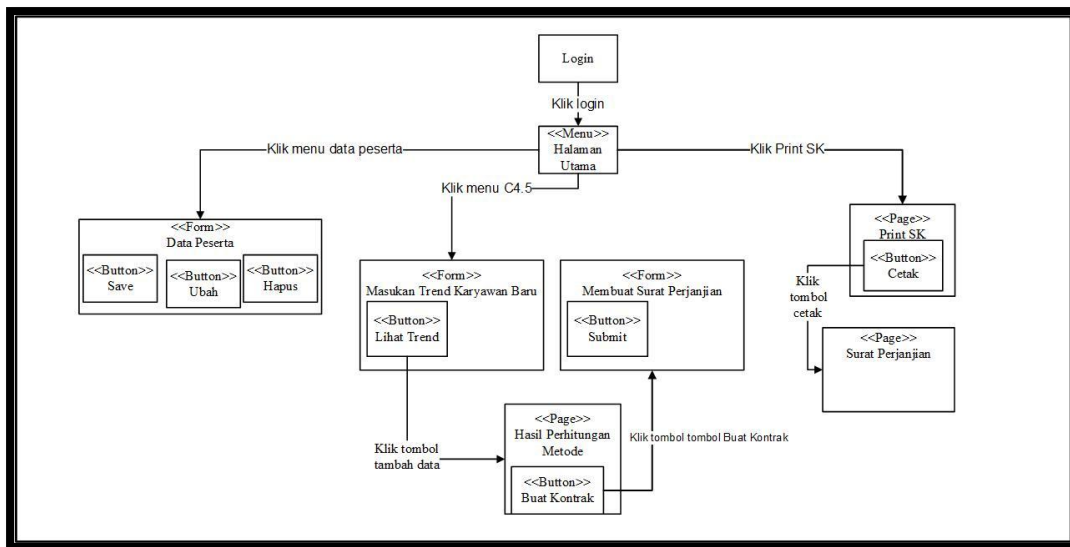 Login
Klik login
<<Menu>>
Halaman
Utama
Klik menu data peserta
Klik Print SK
Klik menu C4.5
<<Form>>
Data Peserta
<<Button>>
Save
<<Button>>
Ubah
<<Button>>
Hapus
<<Form>>
Masukan Trend Karyawan Baru
<<Button>>
Lihat Trend
<<Form>>
Membuat Surat Perjanjian
<<Button>>
Submit
<<Page>>
Print SK
<<Button>>
Cetak
Klik
tombol
cetak
<<Page>>
Surat Perjanjian
Klik tombol
tambah data
<<Page>>
Hasil Perhitungan
Metode
<<Button>>
Buat Kontrak
Klik tombol tombol Buat Kontrak